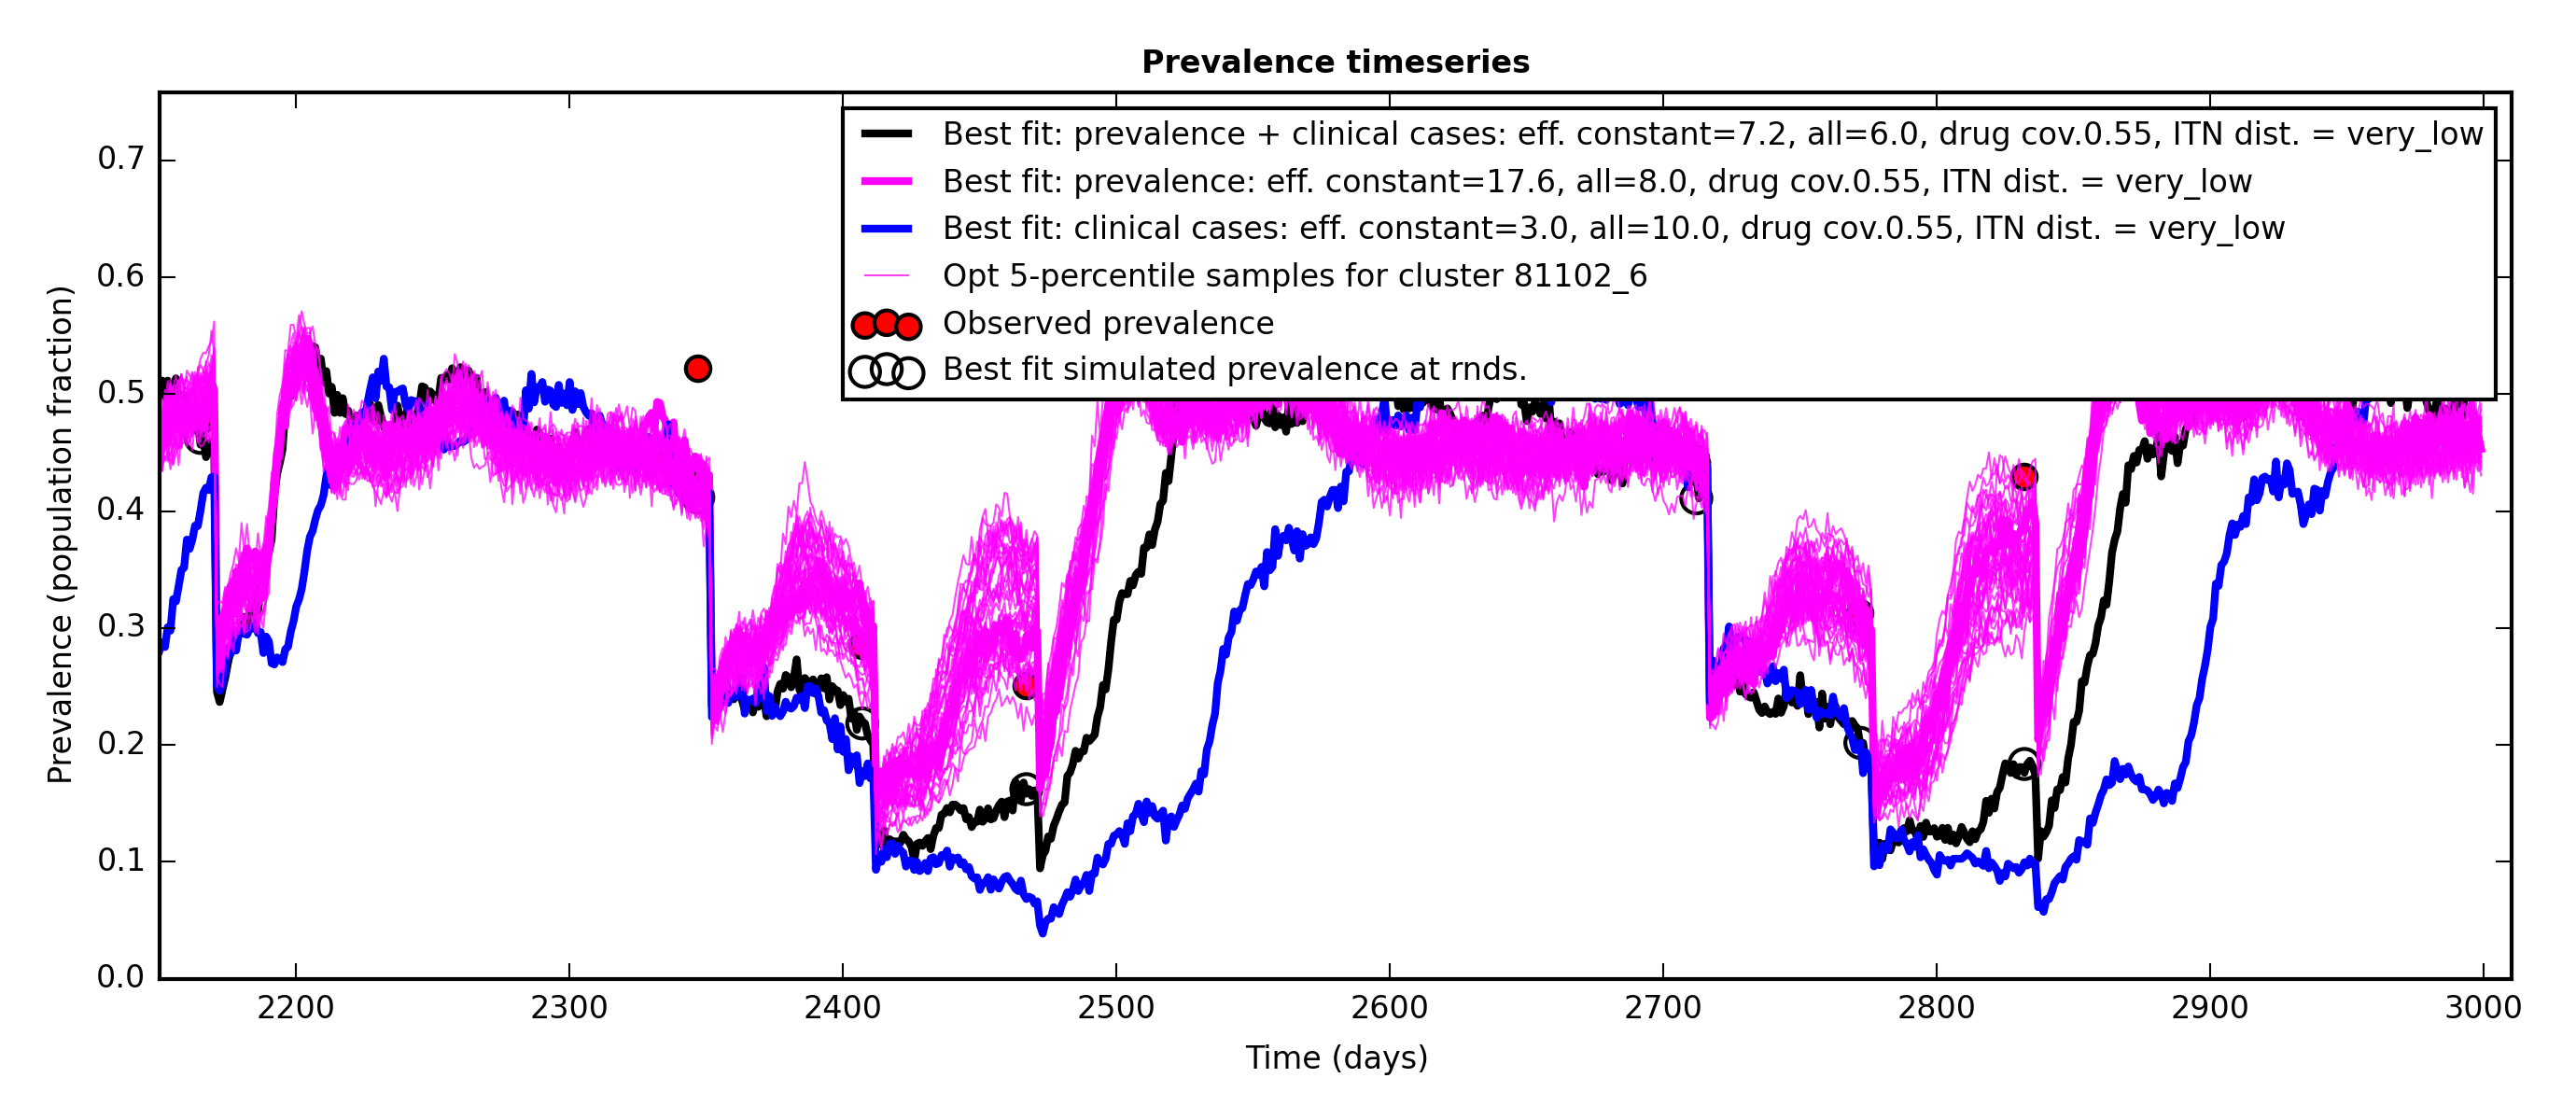 Prevalence timeseries
Best fit: prevalence + clinical cases: eff. constant=7.2, all=6.0, drug cov.0.55, ITN dist. = very_low
Best fit: prevalence: eff. constant=17.6, all=8.0, drug cov.0.55, ITN dist. = very_low
Best fit: clinical cases: eff. constant=3.0, all=10.0, drug cov.0.55, ITN dist. = very_low
Opt 5-percentile samples for cluster 81102_6
Observed prevalence
Best fit simulated prevalence at rnds.
Prevalence (population fraction)
0.7
0.6
0.5
0.4
0.3
0.2
0.1
0.0
2200 2300 2400 2500 2600 2700 2800 2900 3000
Time (days)